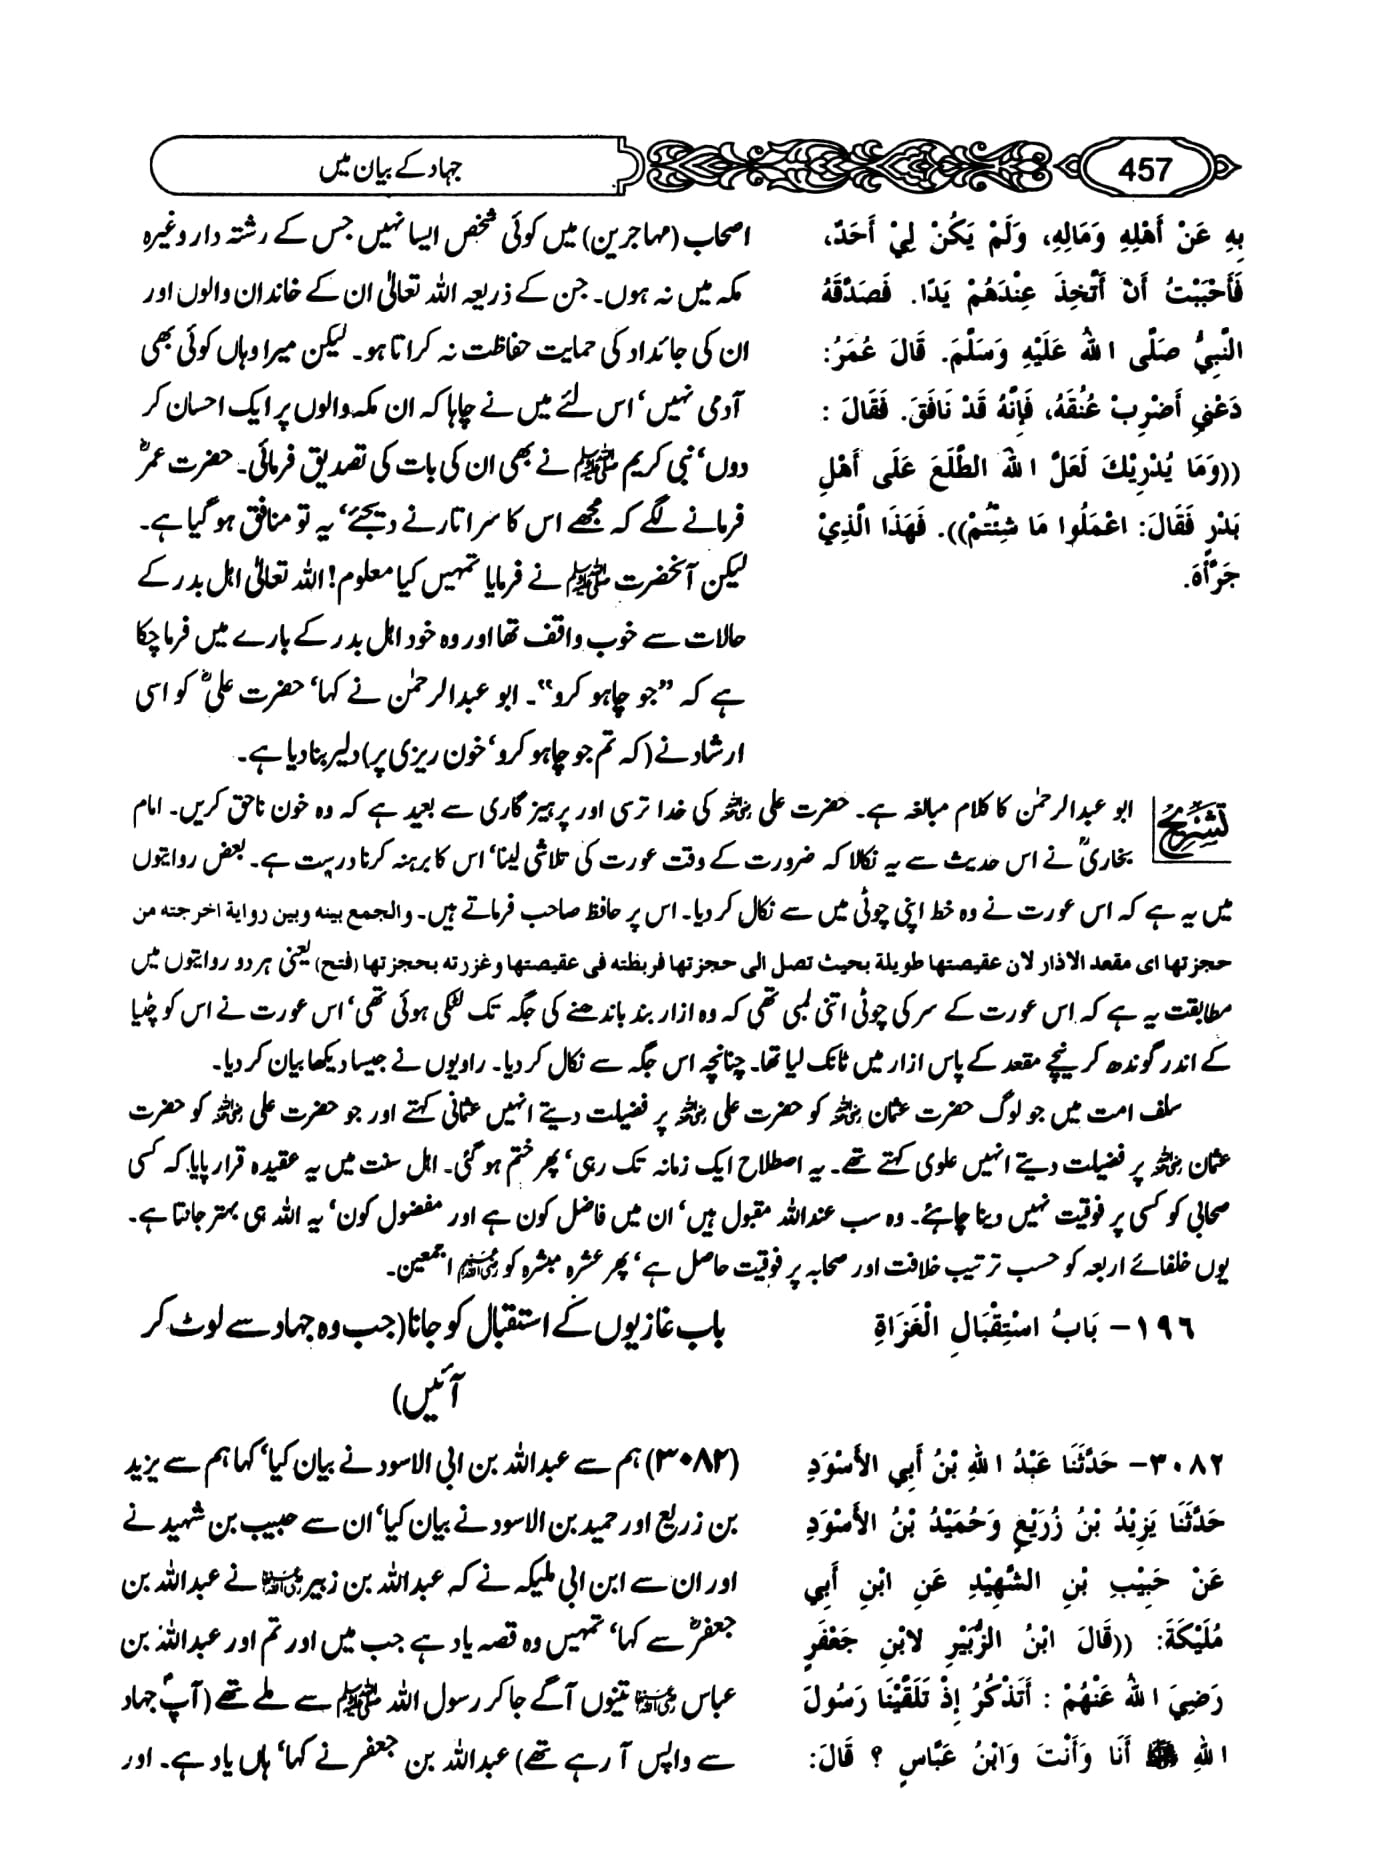 457
جہاد کے بیان میں
بِهِ عَنْ أَهْلِهِ وَمَالِهِ، وَلَمْ يَكُنْ لِيْ أَحَدٌ،
فَأَحْبَبْتُ أَنْ أَتَّخِذَ عِنْدَهُمْ يَدًا. فَصَدَّقَهُ
النَّبِيُّ صَلَّى اللهُ عَلَيْهِ وَسَلَّمَ. قَالَ عُمَرُ:
دَعْنِي أَضْرِبْ عُنُقَهُ، فَإِنَّهُ قَدْ نَافَقَ. فَقَالَ :
((وَمَا يُدْرِيْكَ لَعَلَّ اللهَ اطَّلَعَ عَلَى أَهْلِ
بَدْرٍ فَقَالَ: اعْمَلُوا مَا شِئْتُمْ)). فَهَذَا الَّذِيْ
جَرَّأَهُ.
اصحاب (مہاجرین) میں کوئی شخص ایسا نہیں جس کے رشتہ دار وغیرہ
مکہ میں نہ ہوں۔ جن کے ذریعہ اللہ تعالیٰ ان کے خاندان والوں اور
ان کی جائداد کی حمایت حفاظت نہ کراتا ہو۔ لیکن میرا وہاں کوئی بھی
آدمی نہیں‘ اس لئے میں نے چاہا کہ ان مکہ والوں پر ایک احسان کر
دوں‘ نبی کریم ﷺ نے بھی ان کی بات کی تصدیق فرمائی۔ حضرت عمرؓ
فرمانے لگے کہ مجھے اس کا سر اتارنے دیجئے‘ یہ تو منافق ہو گیا ہے۔
لیکن آنحضرت ﷺ نے فرمایا تمہیں کیا معلوم! اللہ تعالیٰ اہل بدر کے
حالات سے خوب واقف تھا اور وہ خود اہل بدر کے بارے میں فرما چکا
ہے کہ ’’جو چاہو کرو‘‘۔ ابو عبدالرحمٰن نے کہا‘ حضرت علیؓ کو اسی
ارشاد نے (کہ تم جو چاہو کرو‘ خون ریزی پر) دلیر بنا دیا ہے۔
تشریح
ابو عبدالرحمٰن کا کلام مبالغہ ہے۔ حضرت علی رضی اللہ عنہ کی خدا ترسی اور پرہیز گاری سے بعید ہے کہ وہ خون ناحق کریں۔ امام
بخاریؒ نے اس حدیث سے یہ نکالا کہ ضرورت کے وقت عورت کی تلاشی لینا‘ اس کا برہنہ کرنا درست ہے۔ بعض روایتوں
میں یہ ہے کہ اس عورت نے وہ خط اپنی چوٹی میں سے نکال کر دیا۔ اس پر حافظ صاحب فرماتے ہیں۔ والجمع بینه وبین روایة اخرجته من
حجزتها ای مقعد الاذار لان عقیصتها طویلة بحیث تصل الی حجزتها فربطته فی عقیصتها وغزرته بحجزتها (فتح) یعنی ہر دو روایتوں میں
مطابقت یہ ہے کہ اس عورت کے سر کی چوٹی اتنی لمبی تھی کہ وہ ازار بند باندھنے کی جگہ تک لٹکی ہوئی تھی‘ اس عورت نے اس کو چٹیا
کے اندر گوندھ کر نیچے مقعد کے پاس ازار میں ٹانک لیا تھا۔ چنانچہ اس جگہ سے نکال کر دیا۔ راویوں نے جیسا دیکھا بیان کر دیا۔
سلف امت میں جو لوگ حضرت عثمان رضی اللہ عنہ کو حضرت علی رضی اللہ عنہ پر فضیلت دیتے انہیں عثمانی کہتے اور جو حضرت علی رضی اللہ عنہ کو حضرت
عثمان رضی اللہ عنہ پر فضیلت دیتے انہیں علوی کہتے تھے۔ یہ اصطلاح ایک زمانہ تک رہی‘ پھر ختم ہو گئی۔ اہل سنت میں یہ عقیدہ قرار پایا کہ کسی
صحابی کو کسی پر فوقیت نہیں دینا چاہئے۔ وہ سب عنداللہ مقبول ہیں‘ ان میں فاضل کون ہے اور مفضول کون‘ یہ اللہ ہی بہتر جانتا ہے۔
یوں خلفائے اربعہ کو حسب ترتیب خلافت اور صحابہ پر فوقیت حاصل ہے‘ پھر عشرہ مبشرہ کو رضی اللہ عنہم اجمعین۔
١٩٦ – بَابُ اسْتِقْبَالِ الْغَزَاةِ
باب غازیوں کے استقبال کو جانا (جب وہ جہاد سے لوٹ کر
آئیں)
٣٠٨٢– حَدَّثَنَا عَبْدُ اللهِ بْنُ أَبِي الأَسْوَدِ
حَدَّثَنَا يَزِيْدُ بْنُ زُرَيْعٍ وَحُمَيْدُ بْنُ الأَسْوَدِ
عَنْ حَبِيْبِ بْنِ الشَّهِيْدِ عَنِ ابْنِ أَبِي
مُلَيْكَةَ: ((قَالَ ابْنُ الزُّبَيْرِ لابْنِ جَعْفَرٍ
رَضِيَ اللهُ عَنْهُمْ : أَتَذْكُرُ إِذْ تَلَقَّيْنَا رَسُولَ
اللهِ ﷺ أَنَا وَأَنْتَ وَابْنُ عَبَّاسٍ ؟ قَالَ:
(۳۰۸۲) ہم سے عبداللہ بن ابی الاسود نے بیان کیا‘ کہا ہم سے یزید
بن زریع اور حمید بن الاسود نے بیان کیا‘ ان سے حبیب بن شہید نے
اور ان سے ابن ابی ملیکہ نے کہ عبداللہ بن زبیر رضی اللہ عنہما نے عبداللہ بن
جعفرؓ سے کہا‘ تمہیں وہ قصہ یاد ہے جب میں اور تم اور عبداللہ بن
عباس رضی اللہ عنہما تینوں آگے جا کر رسول اللہ ﷺ سے ملے تھے (آپؐ جہاد
سے واپس آ رہے تھے) عبداللہ بن جعفر نے کہا‘ ہاں یاد ہے۔ اور